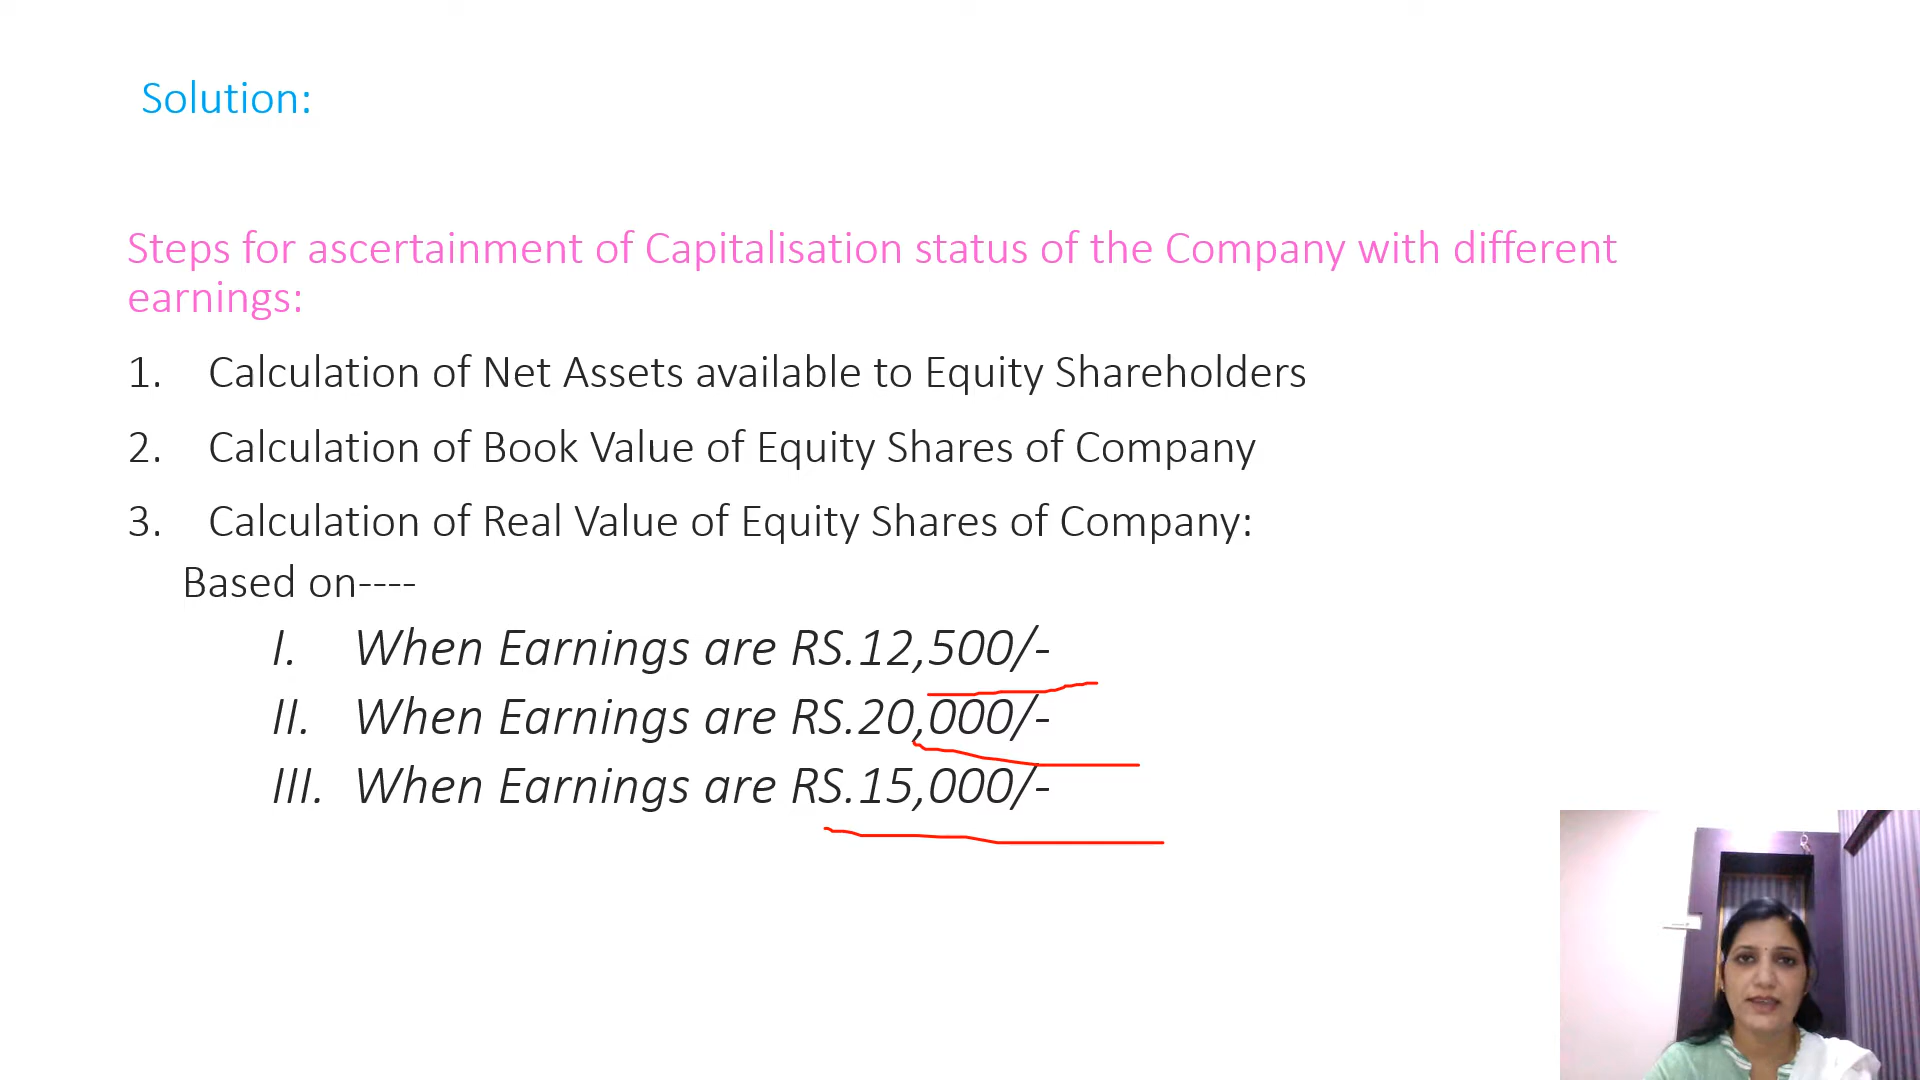 Solution:
Steps for ascertainment of Capitalisation status of the Company with different
earnings:
1. Calculation of Net Assets available to Equity Shareholders
2. Calculation of Book Value of Equity Shares of Company
3. Calculation of Real Value of Equity Shares of Company:
Based on----
I. When Earnings are RS.12,500/-
II. When Earnings are RS.20,000/-
III. When Earnings are RS.15,000/-